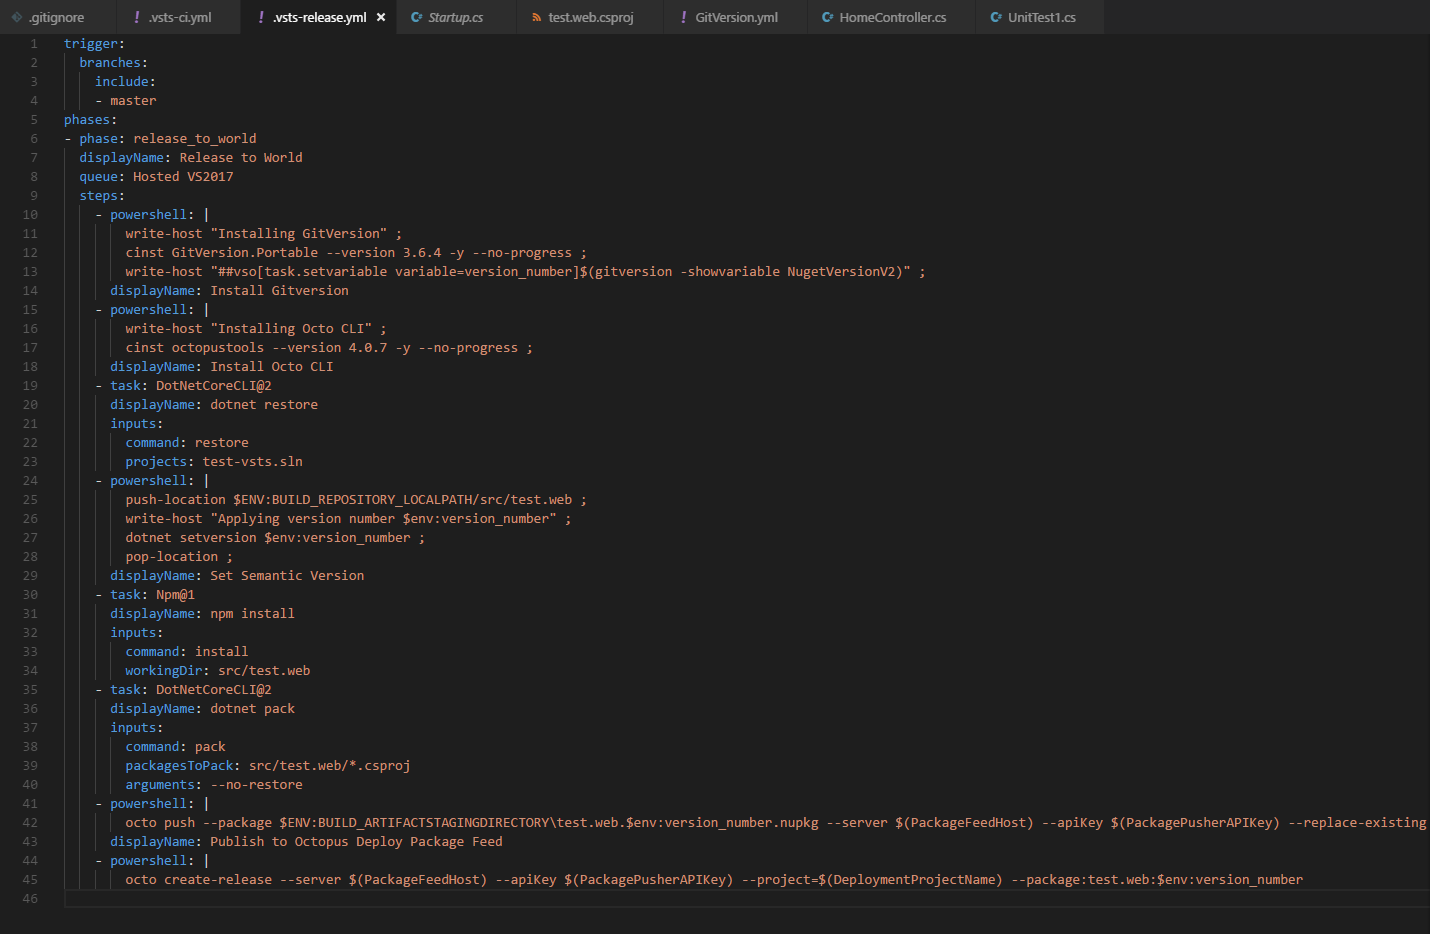 .gitignore ! .vsts-ci.yml ! .vsts-release.yml × C# Startup.cs test.web.csproj ! GitVersion.yml C# HomeController.cs C# UnitTest1.cs
1 trigger:
2   branches:
3     include:
4     - master
5 phases:
6 - phase: release_to_world
7   displayName: Release to World
8   queue: Hosted VS2017
9   steps:
10     - powershell: |
11         write-host "Installing GitVersion" ;
12         cinst GitVersion.Portable --version 3.6.4 -y --no-progress ;
13         write-host "##vso[task.setvariable variable=version_number]$(gitversion -showvariable NugetVersionV2)" ;
14       displayName: Install Gitversion
15     - powershell: |
16         write-host "Installing Octo CLI" ;
17         cinst octopustools --version 4.0.7 -y --no-progress ;
18       displayName: Install Octo CLI
19     - task: DotNetCoreCLI@2
20       displayName: dotnet restore
21       inputs:
22         command: restore
23         projects: test-vsts.sln
24     - powershell: |
25         push-location $ENV:BUILD_REPOSITORY_LOCALPATH/src/test.web ;
26         write-host "Applying version number $env:version_number" ;
27         dotnet setversion $env:version_number ;
28         pop-location ;
29       displayName: Set Semantic Version
30     - task: Npm@1
31       displayName: npm install
32       inputs:
33         command: install
34         workingDir: src/test.web
35     - task: DotNetCoreCLI@2
36       displayName: dotnet pack
37       inputs:
38         command: pack
39         packagesToPack: src/test.web/*.csproj
40         arguments: --no-restore
41     - powershell: |
42         octo push --package $ENV:BUILD_ARTIFACTSTAGINGDIRECTORY\test.web.$env:version_number.nupkg --server $(PackageFeedHost) --apiKey $(PackagePusherAPIKey) --replace-existing
43       displayName: Publish to Octopus Deploy Package Feed
44     - powershell: |
45         octo create-release --server $(PackageFeedHost) --apiKey $(PackagePusherAPIKey) --project=$(DeploymentProjectName) --package:test.web:$env:version_number
46